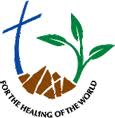 FOR THE HEALING OF THE WORLD